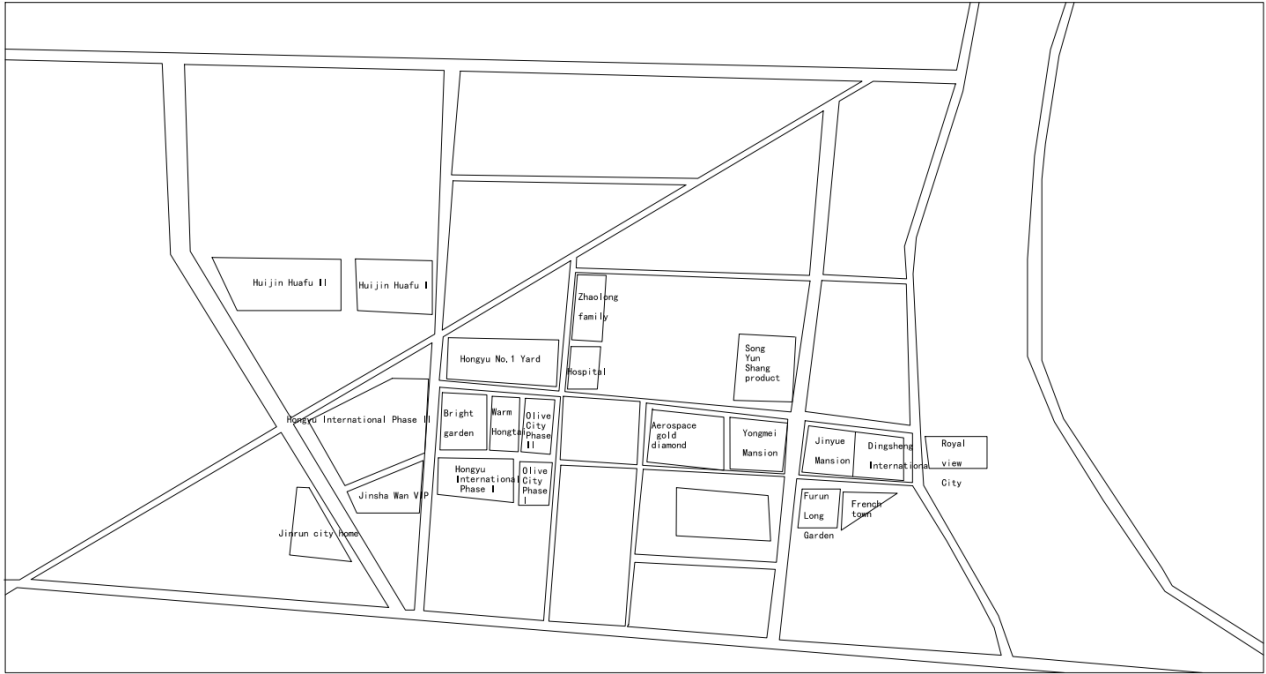 Huijin Huafu II
Huijin Huafu I
Zhaolong
family
Hongyu No.1 Yard
Hospital
Song
Yun
Shang
product
Hongyu International Phase II
Bright
garden
Warm
Hongtai
Olive
City
Phase
II
Aerospace
gold
diamond
Yongmei
Mansion
Jinyue
Mansion
Dingsheng
International
Royal
view
City
Hongyu
International
Phase I
Olive
City
Phase
I
Jinsha Wan VIP
Furun
Long
Garden
French
town
Jinrun city home